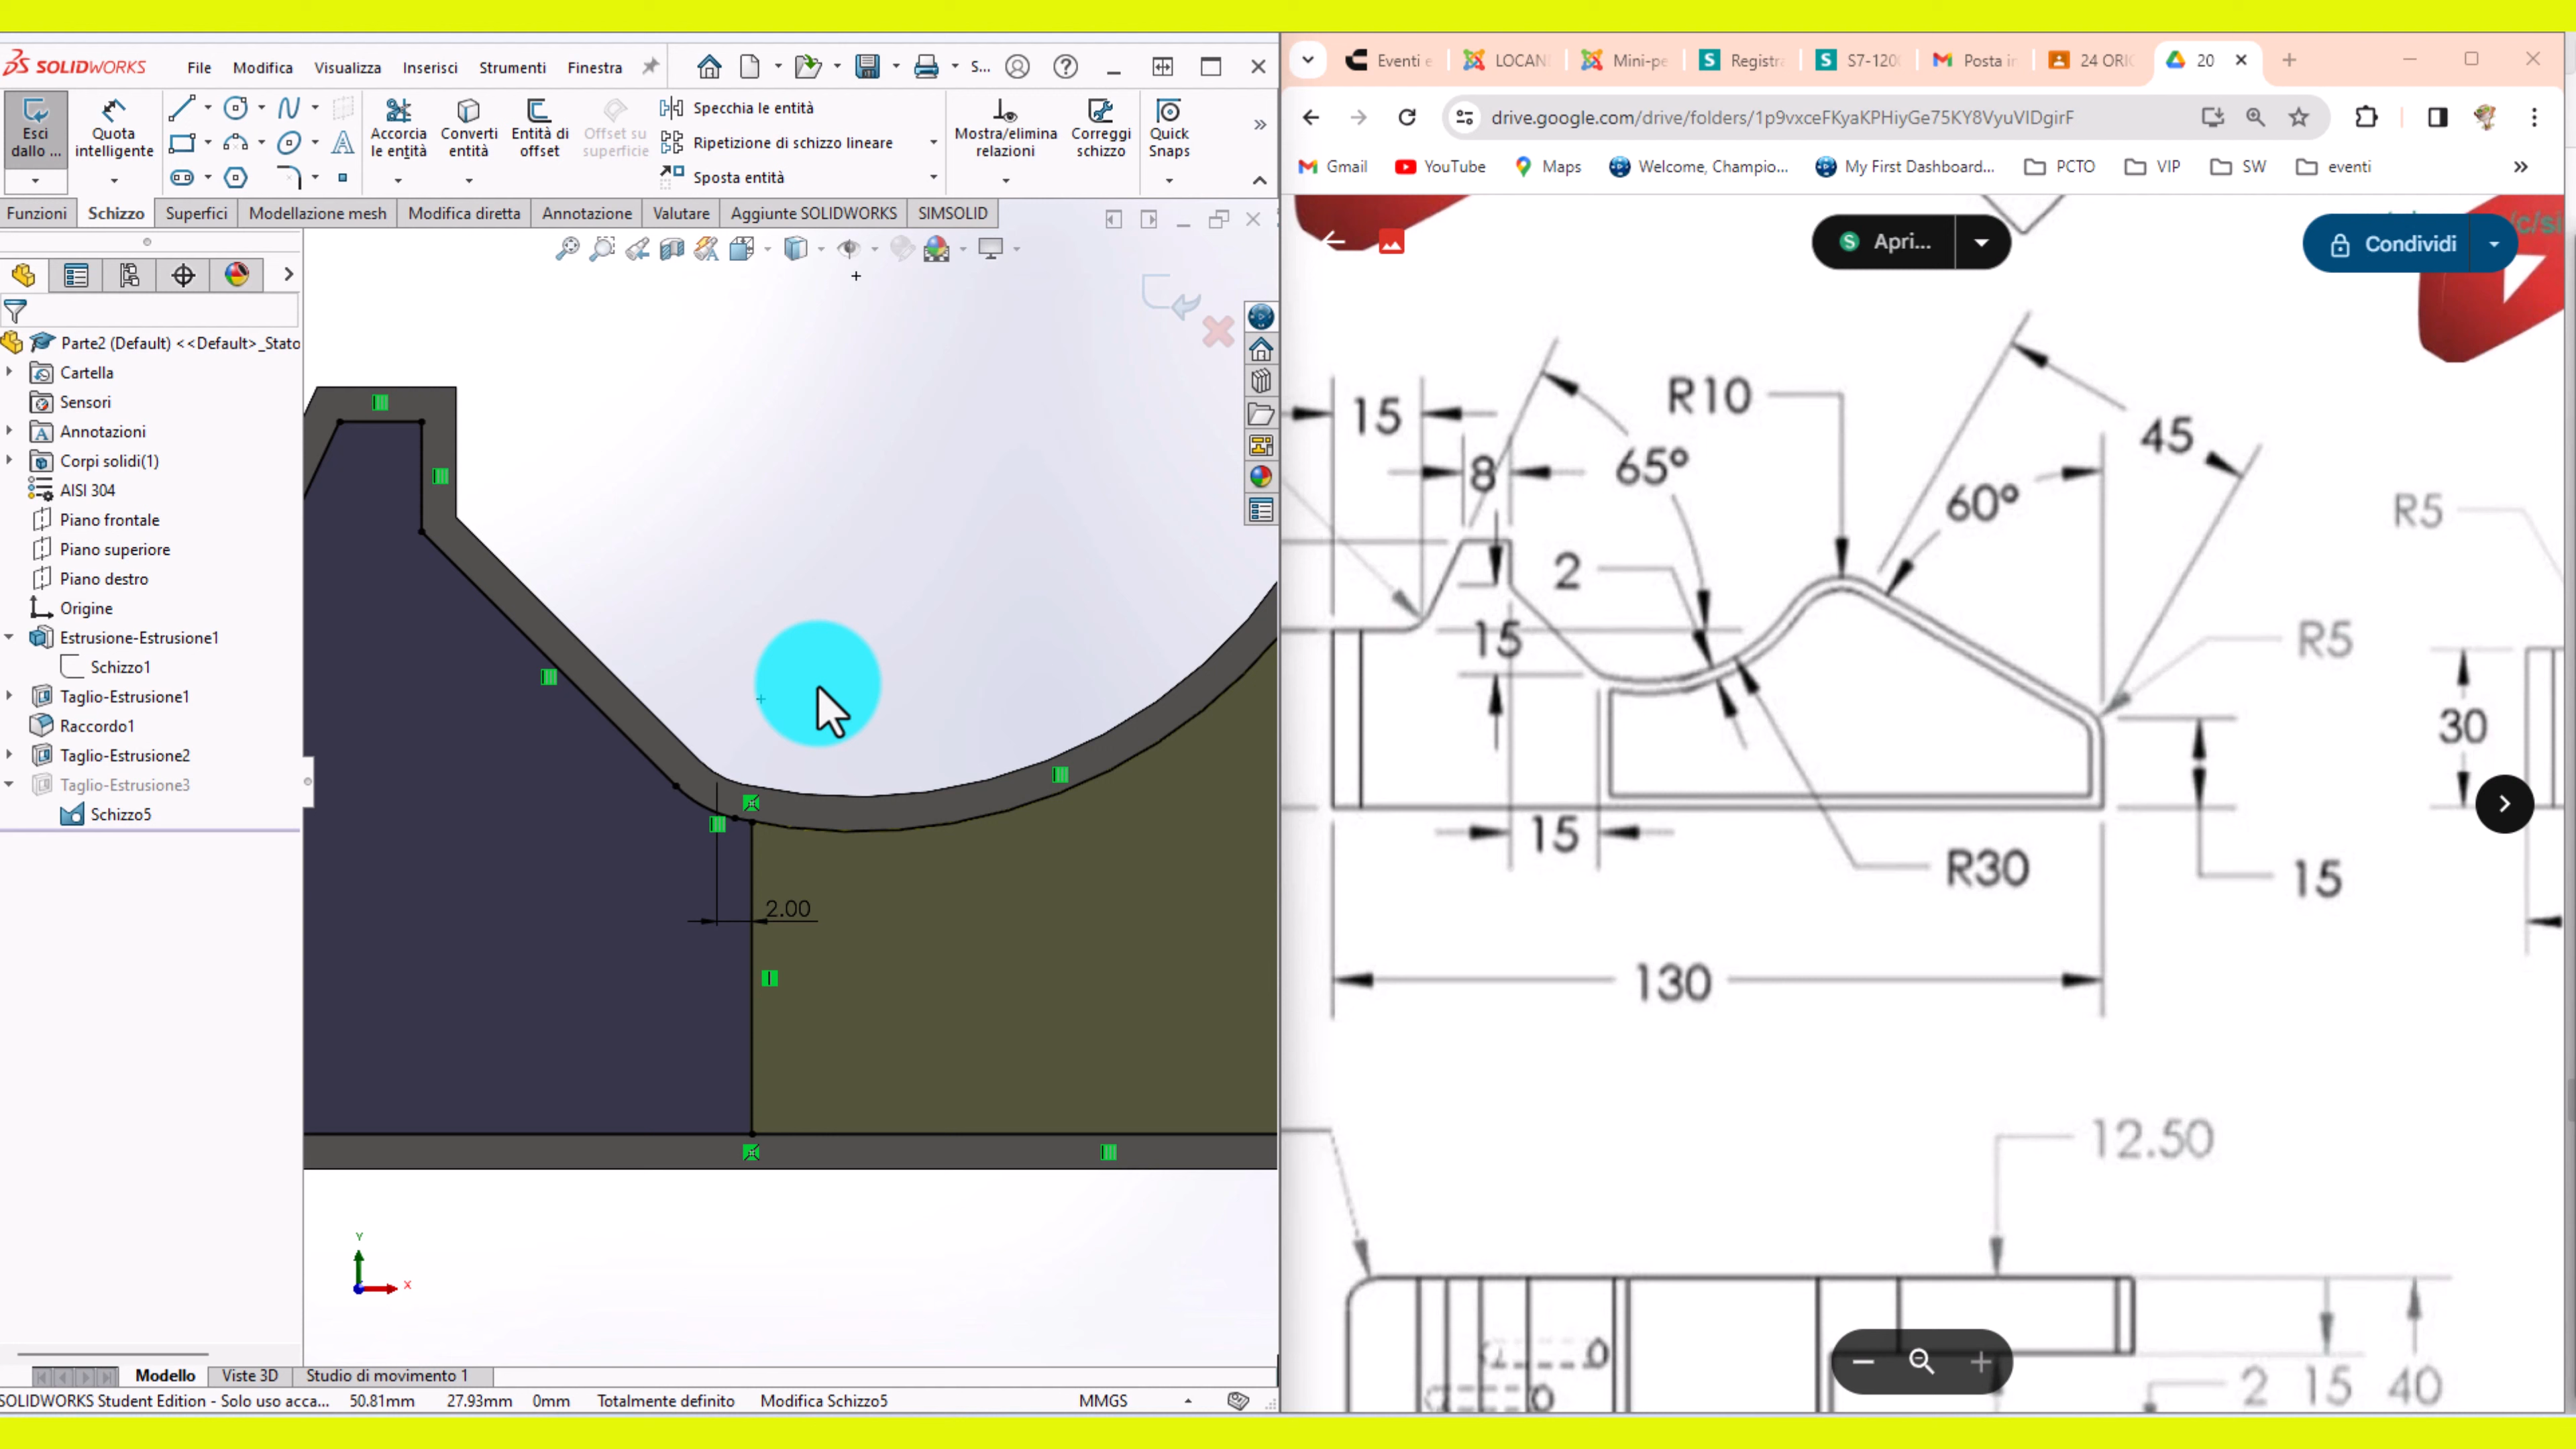 SOLIDWORKS
File Modifica Visualizza Inserisci Strumenti Finestra
S...
Esci dallo ...
Quota intelligente
Accorcia le entità
Converti entità
Entità di offset
Offset su superficie
Specchia le entità
Ripetizione di schizzo lineare
Sposta entità
Mostra/elimina relazioni
Correggi schizzo
Quick Snaps
Funzioni Schizzo Superfici Modellazione mesh Modifica diretta Annotazione Valutare Aggiunte SOLIDWORKS SIMSOLID
Parte2 (Default) <<Default>_Stato
Cartella
Sensori
Annotazioni
Corpi solidi(1)
AISI 304
Piano frontale
Piano superiore
Piano destro
Origine
Estrusione-Estrusione1
Schizzo1
Taglio-Estrusione1
Raccordo1
Taglio-Estrusione2
Taglio-Estrusione3
Schizzo5
2.00
Y
X
Modello Viste 3D Studio di movimento 1
SOLIDWORKS Student Edition - Solo uso acca... 50.81mm 27.93mm 0mm Totalmente definito Modifica Schizzo5 MMGS
Eventi e LOCAN Mini-pe Registra S7-120 Posta in 24 ORI 20
drive.google.com/drive/folders/1p9vxceFKyaKPHiyGe75KY8VyuVIDgirF
Gmail YouTube Maps Welcome, Champio... My First Dashboard... PCTO VIP SW eventi
Apri...
Condividi
/c/si
15
R10
45
8
65°
60°
R5
2
15
R5
30
15
R30
15
130
12.50
2 15 40